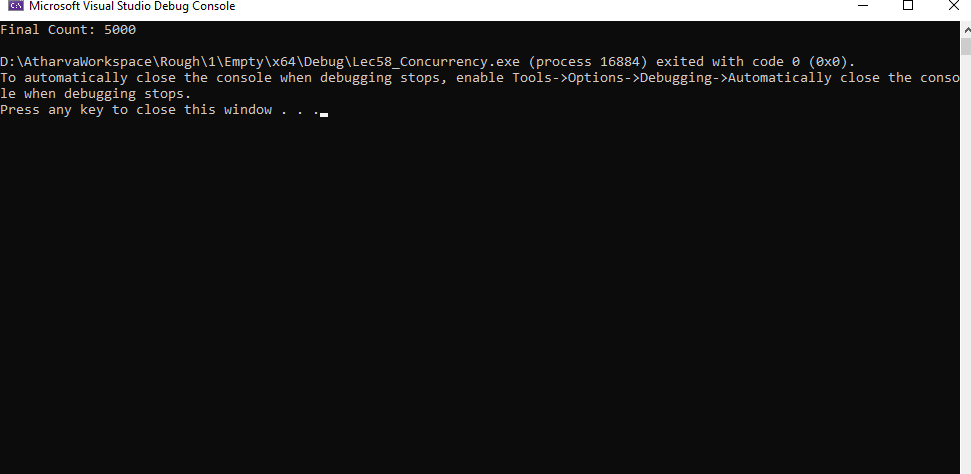 C:\ Microsoft Visual Studio Debug Console
Final Count: 5000
D:\AtharvaWorkspace\Rough\1\Empty\x64\Debug\Lec58_Concurrency.exe (process 16884) exited with code 0 (0x0).
To automatically close the console when debugging stops, enable Tools->Options->Debugging->Automatically close the conso
le when debugging stops.
Press any key to close this window . . .